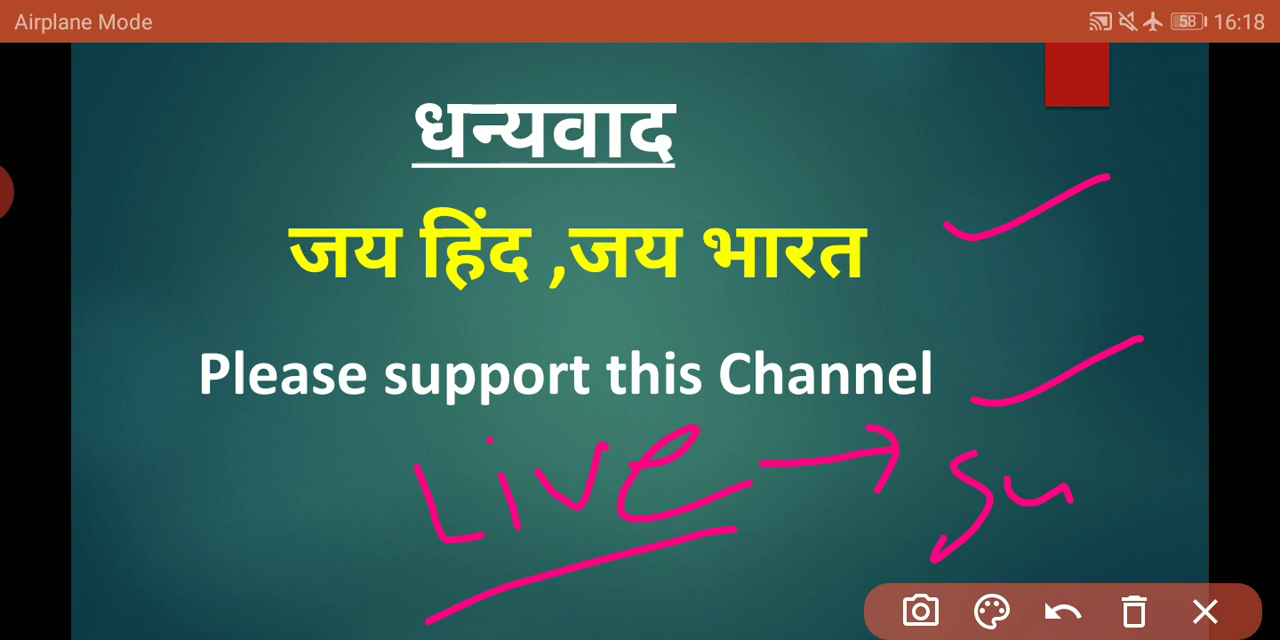 Airplane Mode 58 16:18
धन्यवाद
जय हिंद ,जय भारत
Please support this Channel
Live → Su